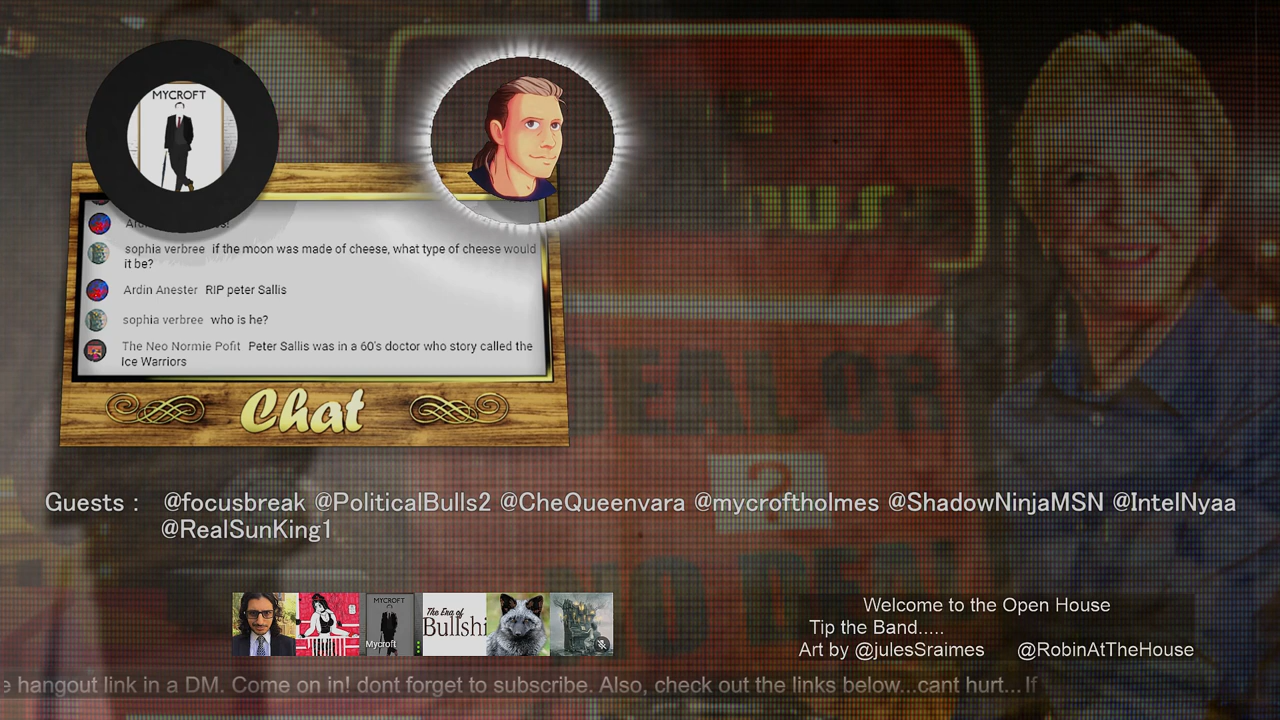 MYCROFT
sophia verbree if the moon was made of cheese, what type of cheese would
it be?
Ardin Anester RIP peter Sallis
sophia verbree who is he?
The Neo Normie Pofit Peter Sallis was in a 60's doctor who story called the
Ice Warriors
Chat
DEAL OR
?
NO DEAL
Guests : @focusbreak @PoliticalBulls2 @CheQueenvara @mycroftholmes @ShadowNinjaMSN @IntelNyaa
@RealSunKing1
MYCROFT
Mycroft
The Era of
Bullshi
Welcome to the Open House
Tip the Band.....
Art by @julesSraimes @RobinAtTheHouse
e hangout link in a DM. Come on in! dont forget to subscribe. Also, check out the links below...cant hurt... If